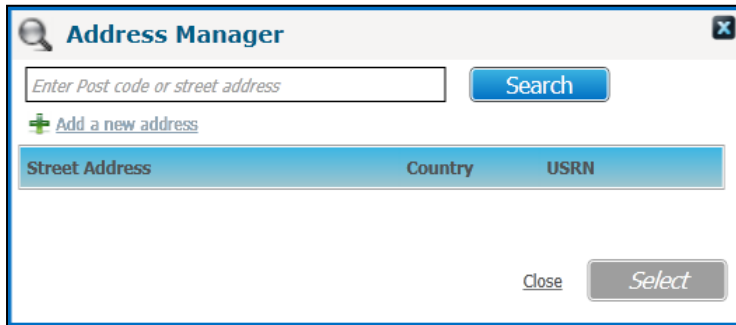 Address Manager
Enter Post code or street address
Search
Add a new address
Street Address Country USRN
Close Select